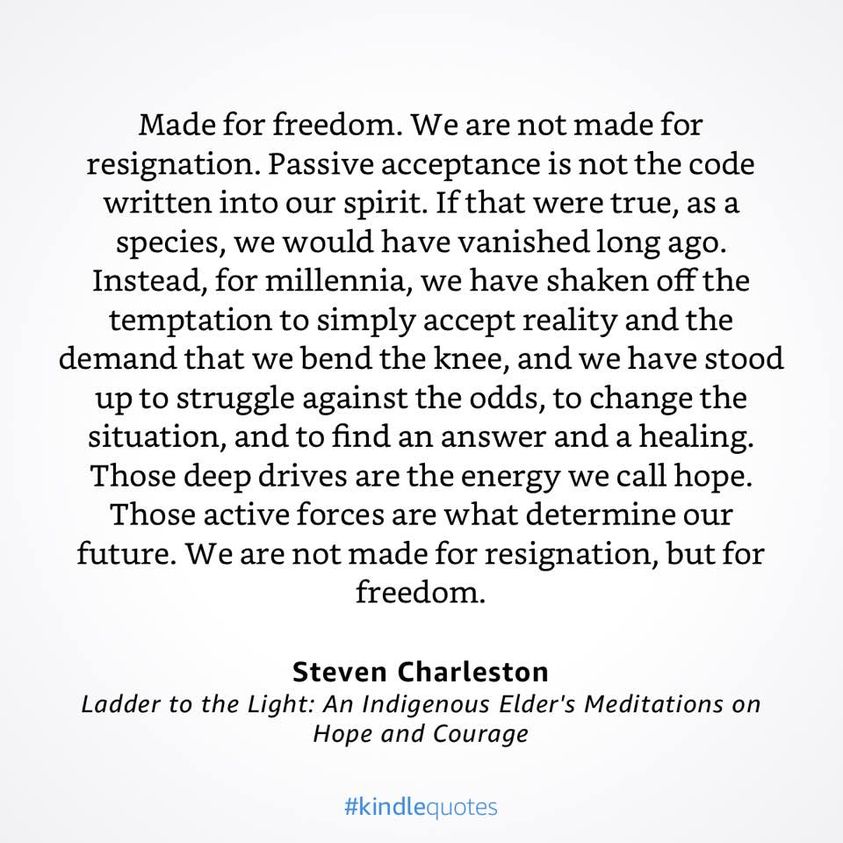 Made for freedom. We are not made for
resignation. Passive acceptance is not the code
written into our spirit. If that were true, as a
species, we would have vanished long ago.
Instead, for millennia, we have shaken off the
temptation to simply accept reality and the
demand that we bend the knee, and we have stood
up to struggle against the odds, to change the
situation, and to find an answer and a healing.
Those deep drives are the energy we call hope.
Those active forces are what determine our
future. We are not made for resignation, but for
freedom.
Steven Charleston
Ladder to the Light: An Indigenous Elder's Meditations on
Hope and Courage
#kindlequotes